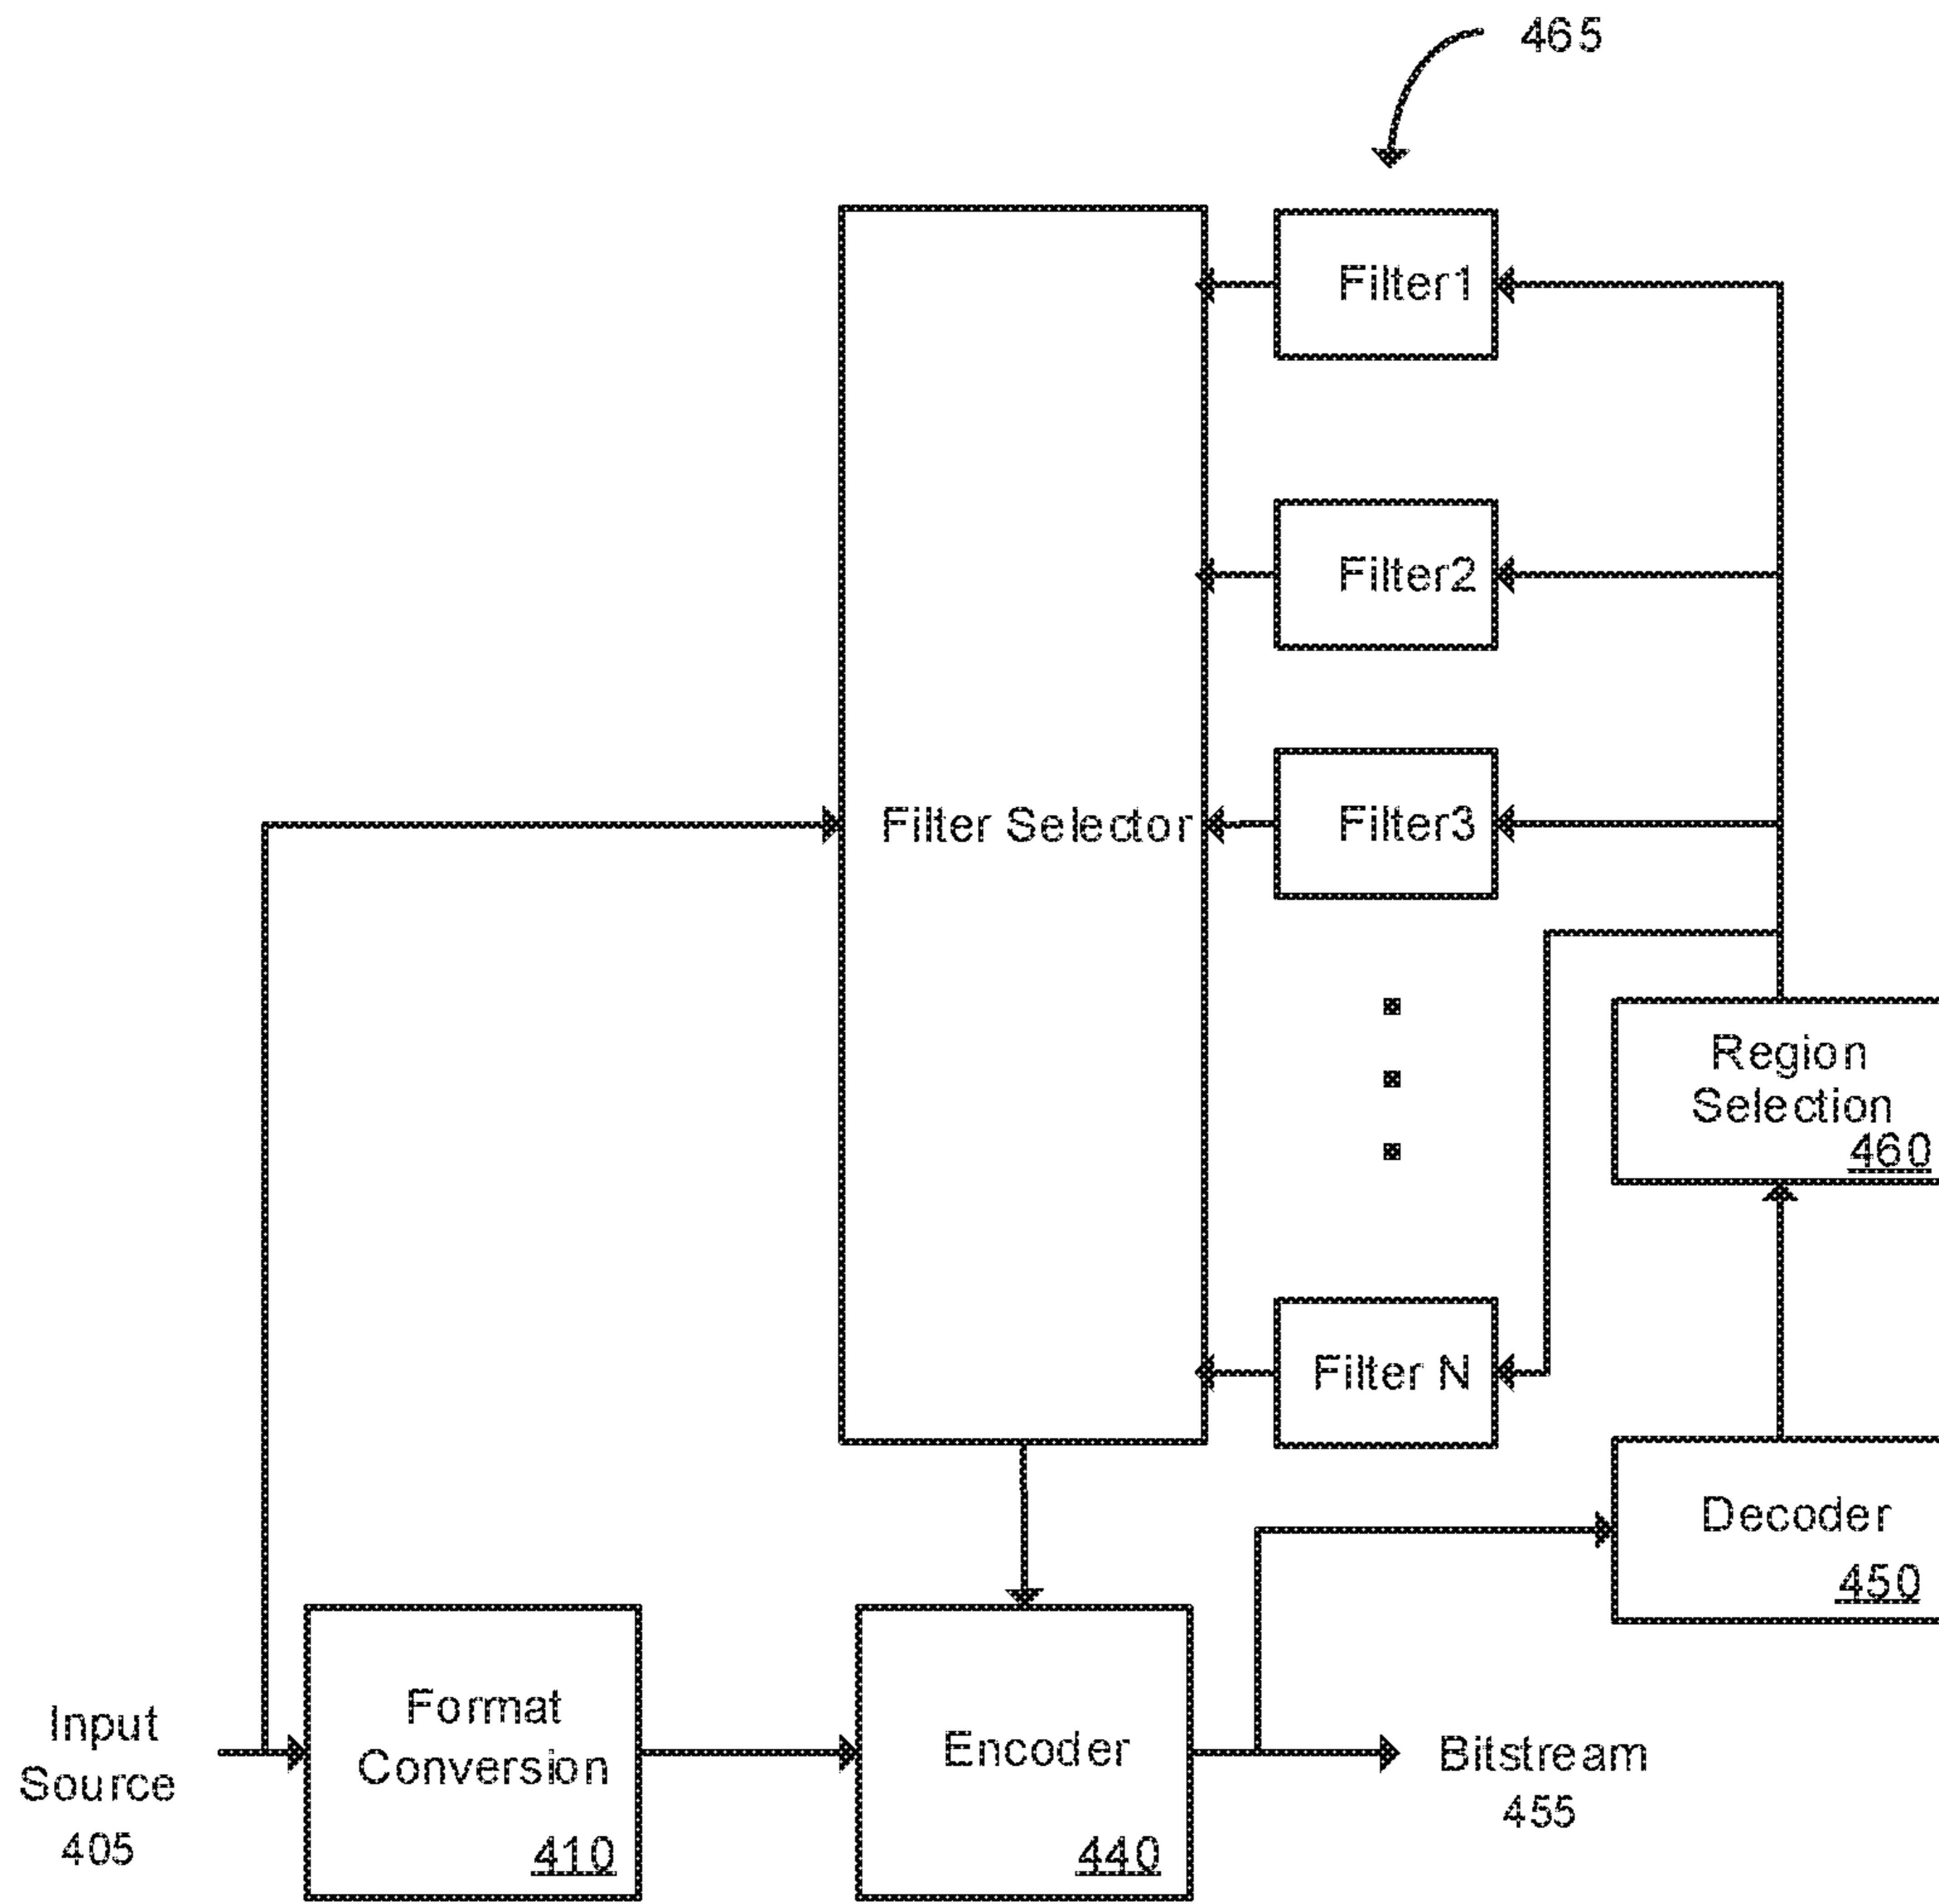 465
Filter1
Filter2
Filter Selector
Filter3
Region
Selection
460
Filter N
Decoder
450
Input
Source
405
Format
Conversion
410
Encoder
440
Bitstream
455